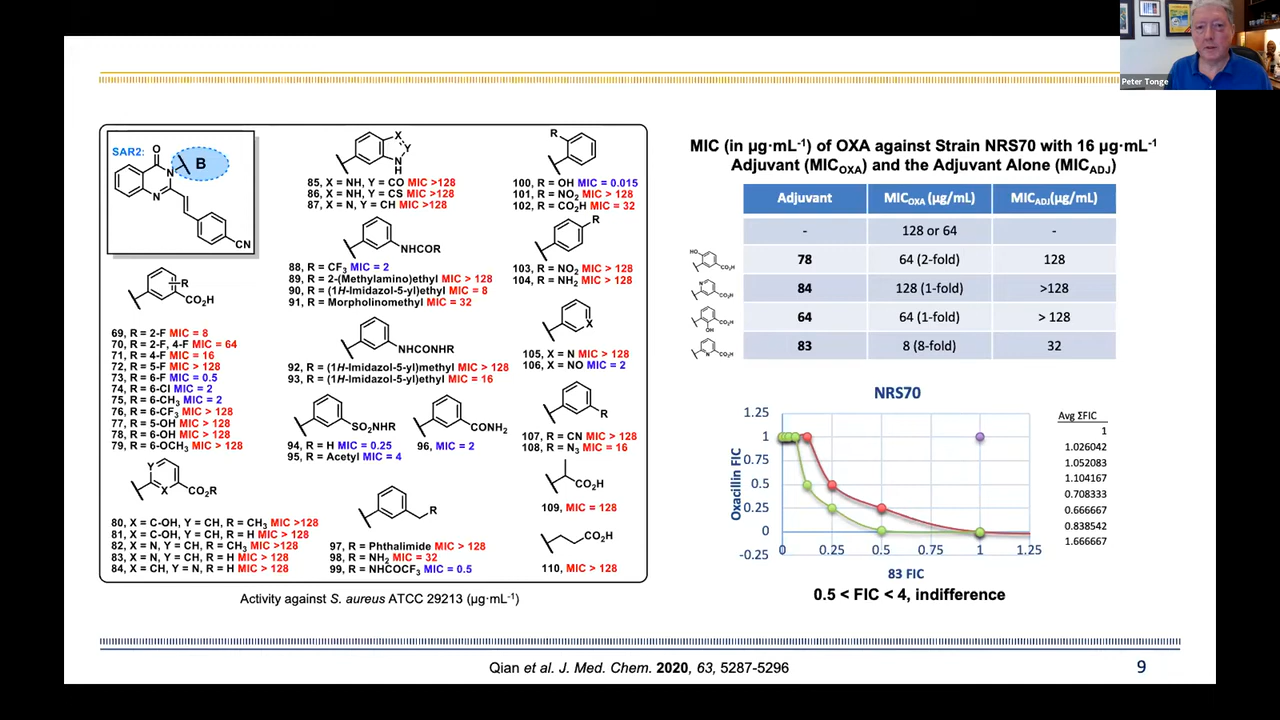 Peter Tonge
SAR2:
O
N
N
B
CN
R
CO₂H
69, R = 2-F MIC = 8
70, R = 2-F, 4-F MIC = 64
71, R = 4-F MIC = 16
72, R = 5-F MIC > 128
73, R = 6-F MIC = 0.5
74, R = 6-Cl MIC = 2
75, R = 6-CH₃ MIC = 2
76, R = 6-CF₃ MIC > 128
77, R = 5-OH MIC > 128
78, R = 6-OH MIC > 128
79, R = 6-OCH₃ MIC > 128
Y
X
CO₂R
80, X = C-OH, Y = CH, R = CH₃ MIC >128
81, X = C-OH, Y = CH, R = H MIC > 128
82, X = N, Y = CH, R = CH₃ MIC >128
83, X = N, Y = CH, R = H MIC > 128
84, X = CH, Y = N, R = H MIC > 128
X
Y
N
H
85, X = NH, Y = CO MIC >128
86, X = NH, Y = CS MIC >128
87, X = N, Y = CH MIC >128
NHCOR
88, R = CF₃ MIC = 2
89, R = 2-(Methylamino)ethyl MIC > 128
90, R = (1H-Imidazol-5-yl)ethyl MIC = 8
91, R = Morpholinomethyl MIC = 32
NHCONHR
92, R = (1H-Imidazol-5-yl)methyl MIC > 128
93, R = (1H-Imidazol-5-yl)ethyl MIC = 16
SO₂NHR
94, R = H MIC = 0.25
95, R = Acetyl MIC = 4
CONH₂
96, MIC = 2
R
97, R = Phthalimide MIC > 128
98, R = NH₂ MIC = 32
99, R = NHCOCF₃ MIC = 0.5
R
100, R = OH MIC = 0.015
101, R = NO₂ MIC > 128
102, R = CO₂H MIC = 32
R
103, R = NO₂ MIC > 128
104, R = NH₂ MIC > 128
X
105, X = N MIC > 128
106, X = NO MIC = 2
R
107, R = CN MIC > 128
108, R = N₃ MIC = 16
CO₂H
109, MIC = 128
CO₂H
110, MIC > 128
Activity against S. aureus ATCC 29213 (µg·mL⁻¹)
MIC (in µg·mL⁻¹) of OXA against Strain NRS70 with 16 µg·mL⁻¹
Adjuvant (MIC_OXA) and the Adjuvant Alone (MIC_ADJ)
Adjuvant MIC_OXA (µg/mL) MIC_ADJ(µg/mL)
- 128 or 64 -
HO CO₂H 78 64 (2-fold) 128
N CO₂H 84 128 (1-fold) >128
OH CO₂H 64 64 (1-fold) > 128
N CO₂H 83 8 (8-fold) 32
NRS70
Oxacillin FIC
1.25
1
0.75
0.5
0.25
0
-0.25
0 0.25 0.5 0.75 1 1.25
83 FIC
Avg ΣFIC
1
1.026042
1.052083
1.104167
0.708333
0.666667
0.838542
1.666667
0.5 < FIC < 4, indifference
Qian et al. J. Med. Chem. 2020, 63, 5287-5296
9